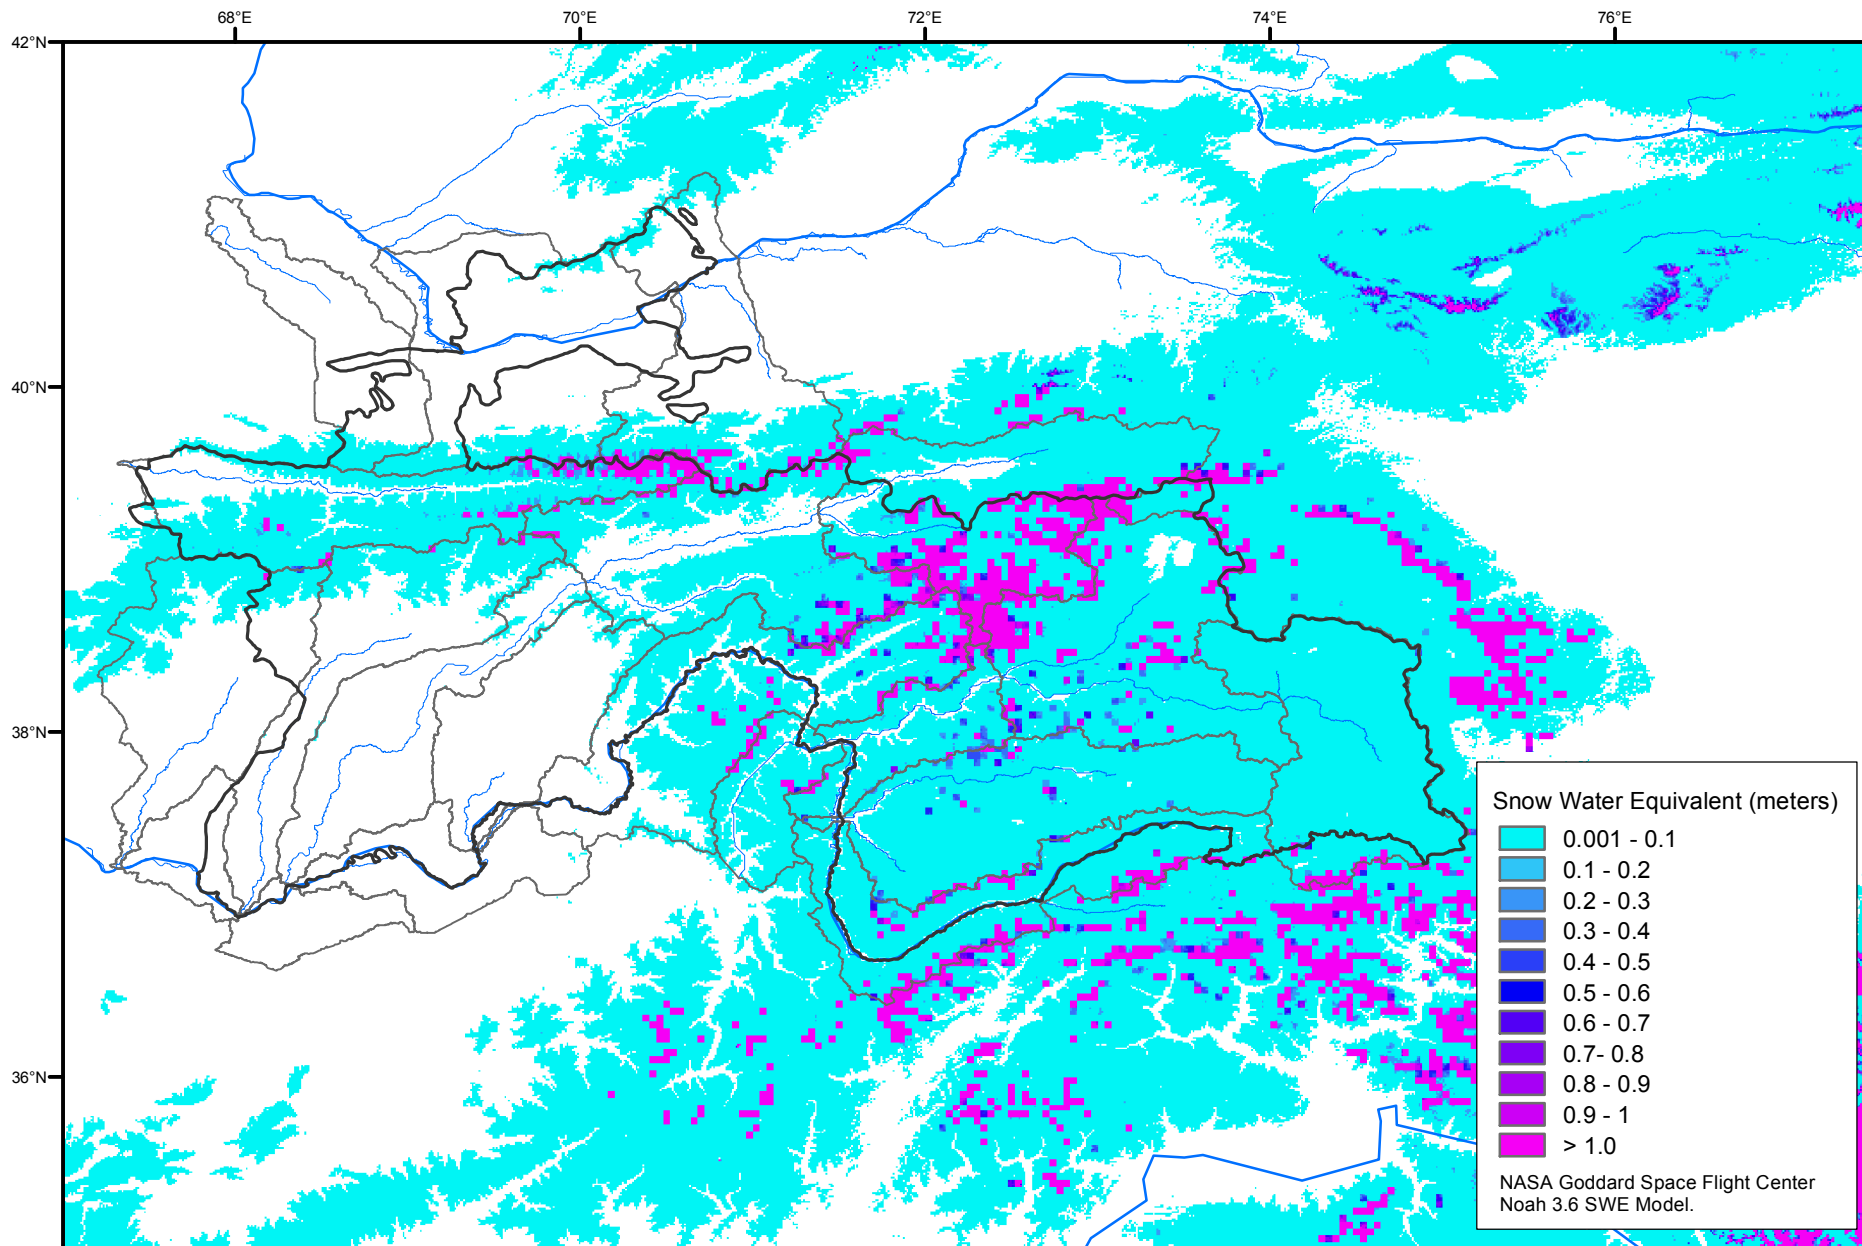 68°E
70°E
72°E
74°E
76°E
42°N
40°N
38°N
36°N
Snow Water Equivalent (meters)
0.001 - 0.1
0.1 - 0.2
0.2 - 0.3
0.3 - 0.4
0.4 - 0.5
0.5 - 0.6
0.6 - 0.7
0.7- 0.8
0.8 - 0.9
0.9 - 1
> 1.0
NASA Goddard Space Flight Center
Noah 3.6 SWE Model.